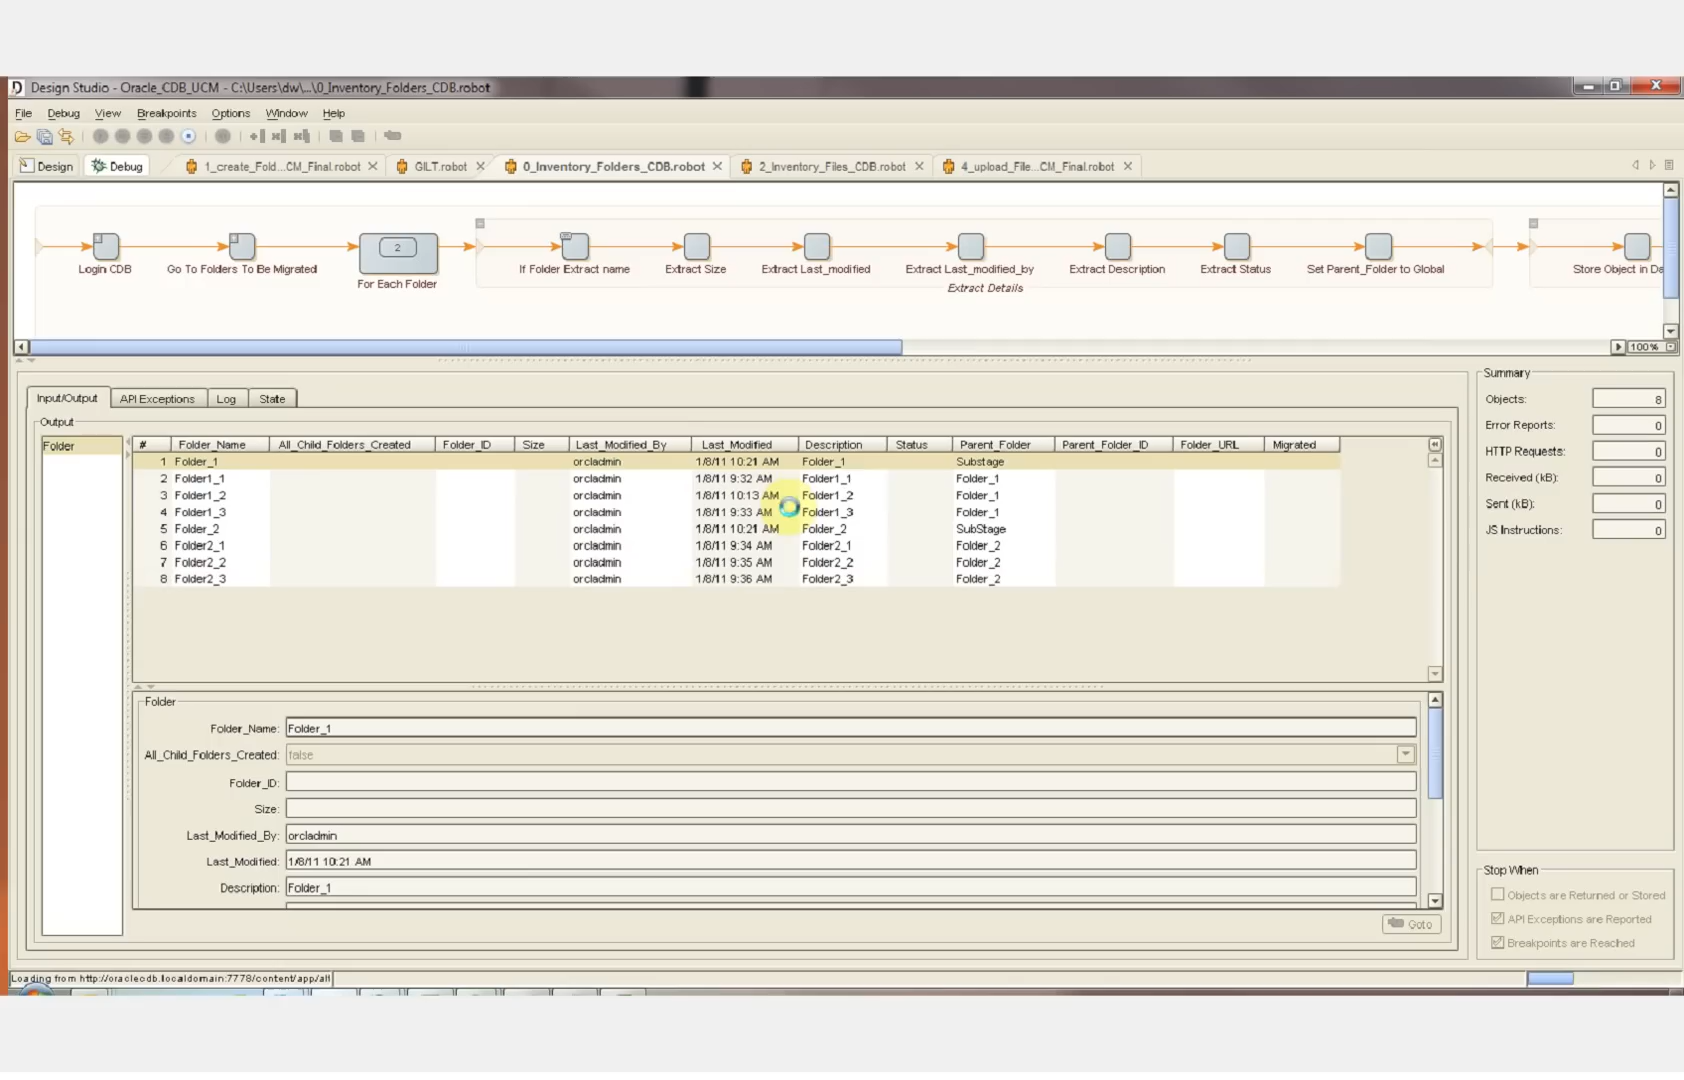 Design Studio - Oracle_CDB_UCM - C:\Users\dw\...\0_Inventory_Folders_CDB.robot
File Debug View Breakpoints Options Window Help
Design Debug 1_create_Fold...CM_Final.robot GILT.robot 0_Inventory_Folders_CDB.robot 2_Inventory_Files_CDB.robot 4_upload_File...CM_Final.robot
2
Login CDB Go To Folders To Be Migrated If Folder Extract name Extract Size Extract Last_modified Extract Last_modified_by Extract Description Extract Status Set Parent_Folder to Global Store Object in Da
For Each Folder Extract Details
100%
Summary
Input/Output API Exceptions Log State
Objects: 8
Output
Error Reports: 0
Folder
# Folder_Name All_Child_Folders_Created Folder_ID Size Last_Modified_By Last_Modified Description Status Parent_Folder Parent_Folder_ID Folder_URL Migrated
HTTP Requests: 0
1 Folder_1 orcladmin 1/8/11 10:21 AM Folder_1 Substage
2 Folder1_1 orcladmin 1/8/11 9:32 AM Folder1_1 Folder_1
Received (kB): 0
3 Folder1_2 orcladmin 1/8/11 10:13 AM Folder1_2 Folder_1
Sent (kB): 0
4 Folder1_3 orcladmin 1/8/11 9:33 AM Folder1_3 Folder_1
5 Folder_2 orcladmin 1/8/11 10:21 AM Folder_2 SubStage
JS Instructions: 0
6 Folder2_1 orcladmin 1/8/11 9:34 AM Folder2_1 Folder_2
7 Folder2_2 orcladmin 1/8/11 9:35 AM Folder2_2 Folder_2
8 Folder2_3 orcladmin 1/8/11 9:36 AM Folder2_3 Folder_2
Folder
Folder_Name: Folder_1
All_Child_Folders_Created: false
Folder_ID:
Size:
Last_Modified_By: orcladmin
Last_Modified: 1/8/11 10:21 AM
Description: Folder_1
Stop When
Objects are Returned or Stored
API Exceptions are Reported
Goto
Breakpoints are Reached
Loading from http://oraclecdb.localdomain:7778/content/app/all